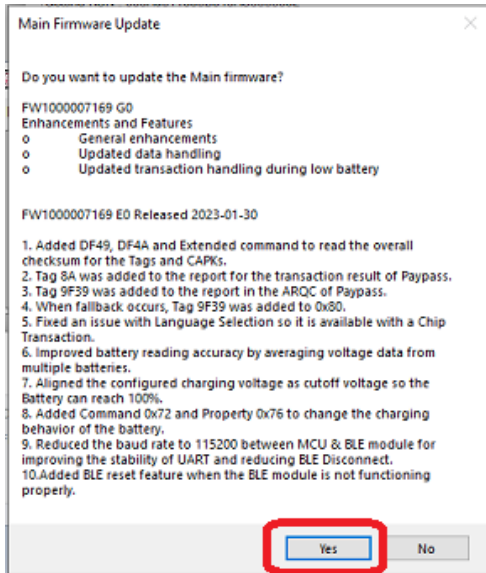 Main Firmware Update
Do you want to update the Main firmware?
FW1000007169 G0
Enhancements and Features
o General enhancements
o Updated data handling
o Updated transaction handling during low battery
FW1000007169 E0 Released 2023-01-30
1. Added DF49, DF4A and Extended command to read the overall
checksum for the Tags and CAPKs.
2. Tag 8A was added to the report for the transaction result of Paypass.
3. Tag 9F39 was added to the report in the ARQC of Paypass.
4. When fallback occurs, Tag 9F39 was added to 0x80.
5. Fixed an issue with Language Selection so it is available with a Chip
Transaction.
6. Improved battery reading accuracy by averaging voltage data from
multiple batteries.
7. Aligned the configured charging voltage as cutoff voltage so the
Battery can reach 100%.
8. Added Command 0x72 and Property 0x76 to change the charging
behavior of the battery.
9. Reduced the baud rate to 115200 between MCU & BLE module for
improving the stability of UART and reducing BLE Disconnect.
10.Added BLE reset feature when the BLE module is not functioning
properly.
Yes No